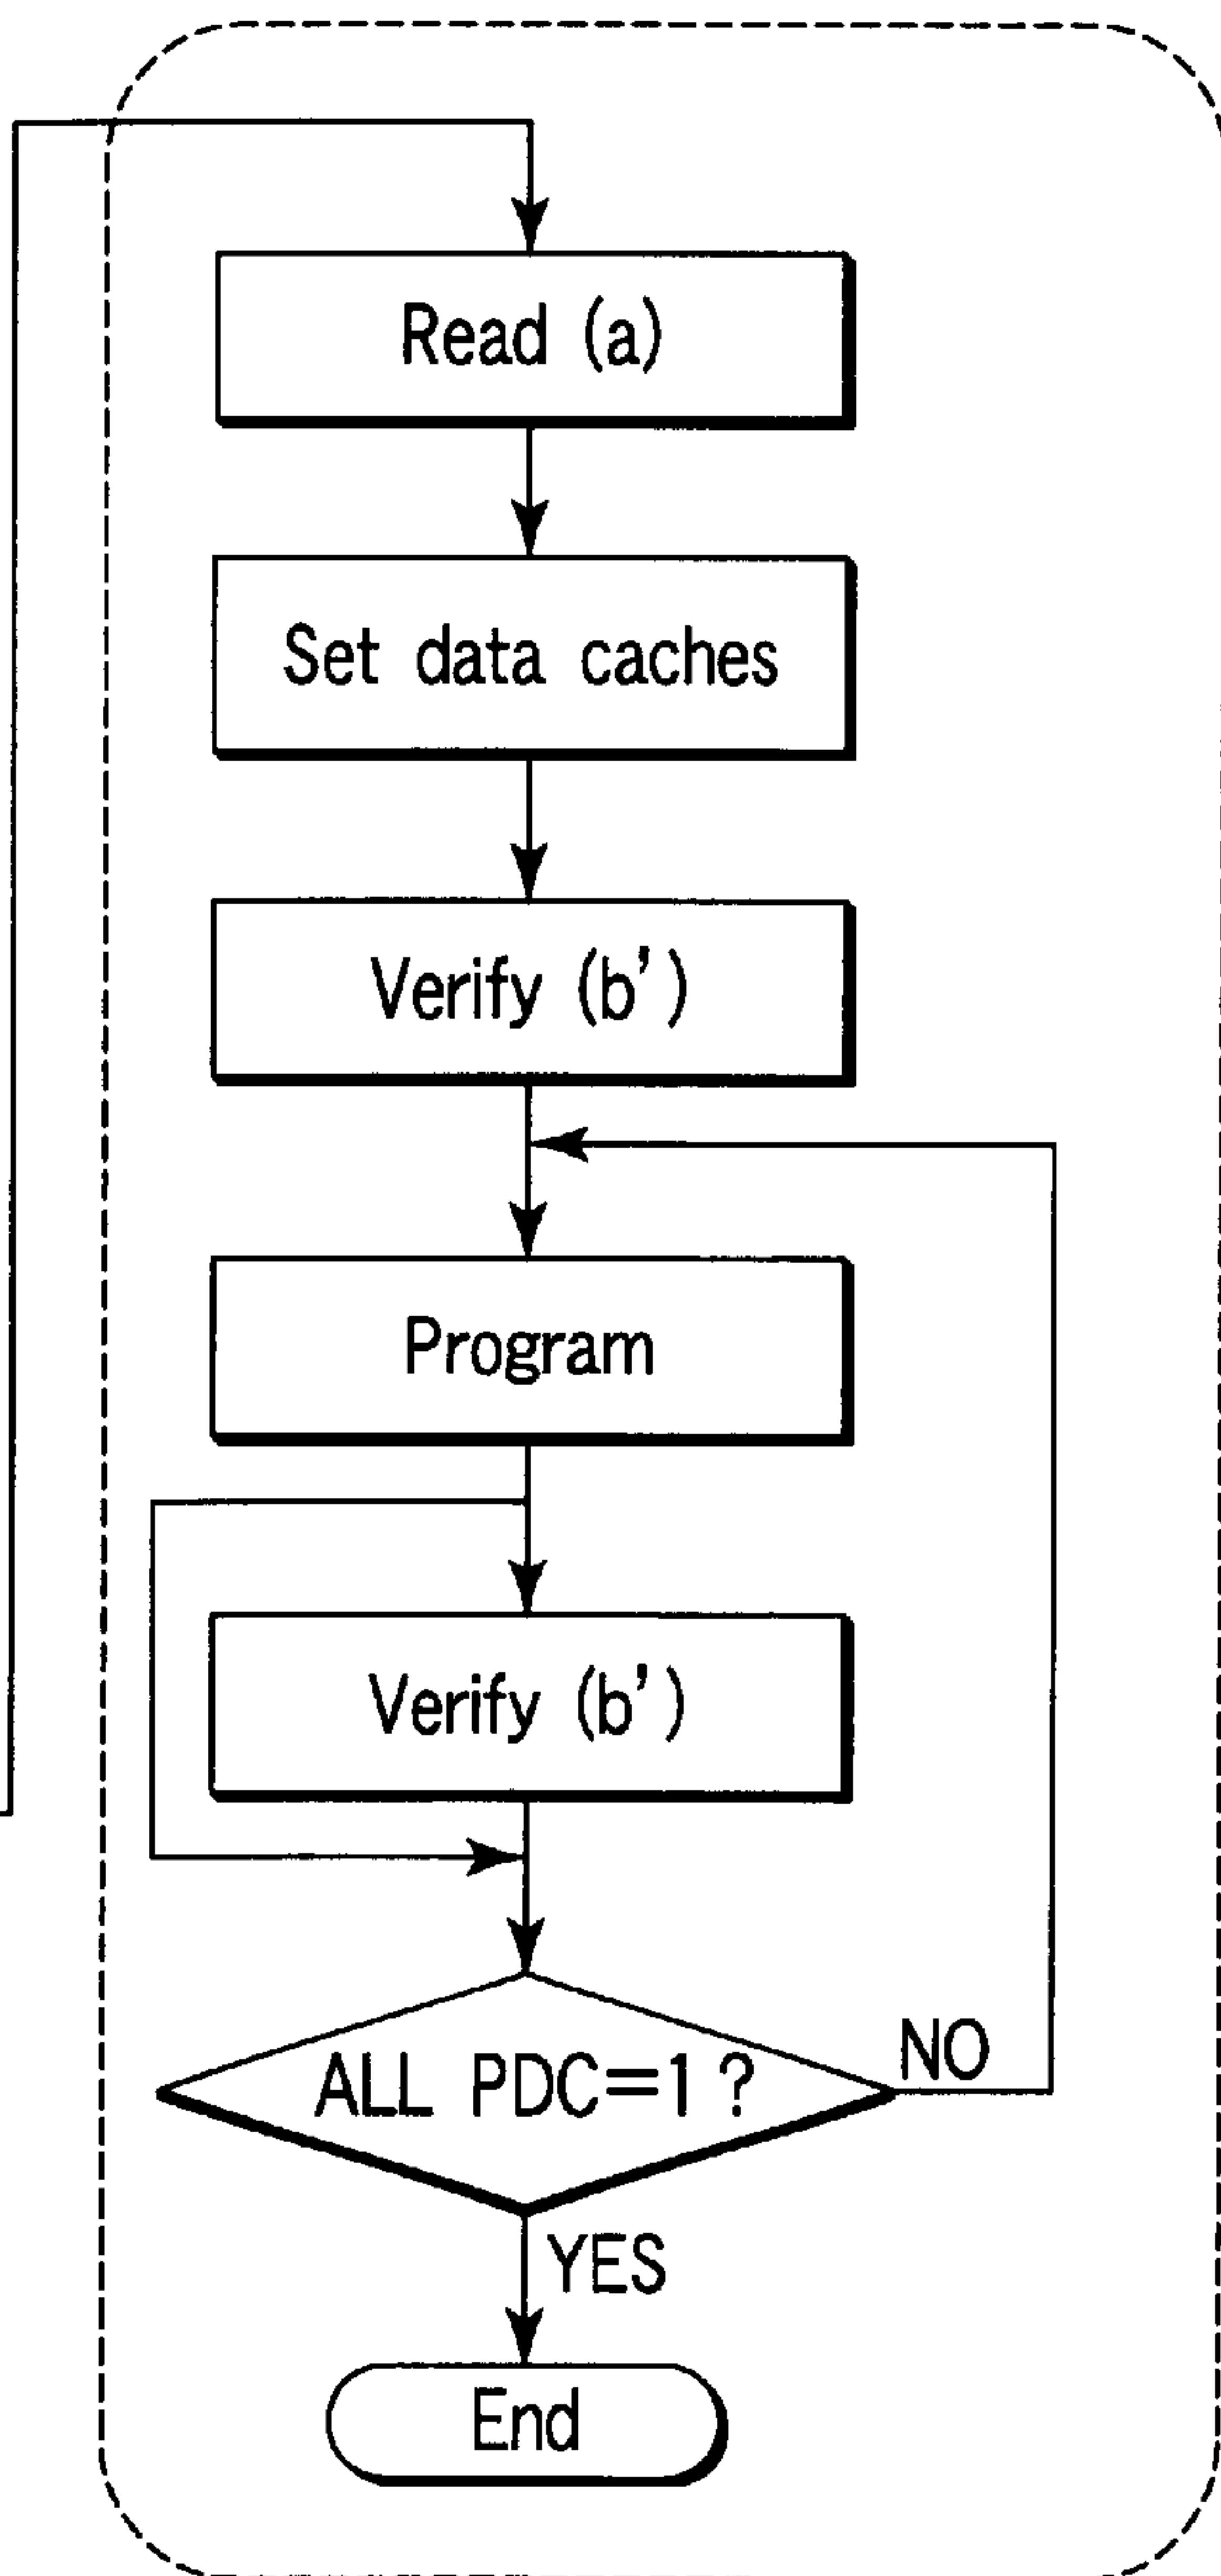 Read (a)
Set data caches
Verify (b')
Program
Verify (b')
ALL PDC=1 ?
NO
YES
End